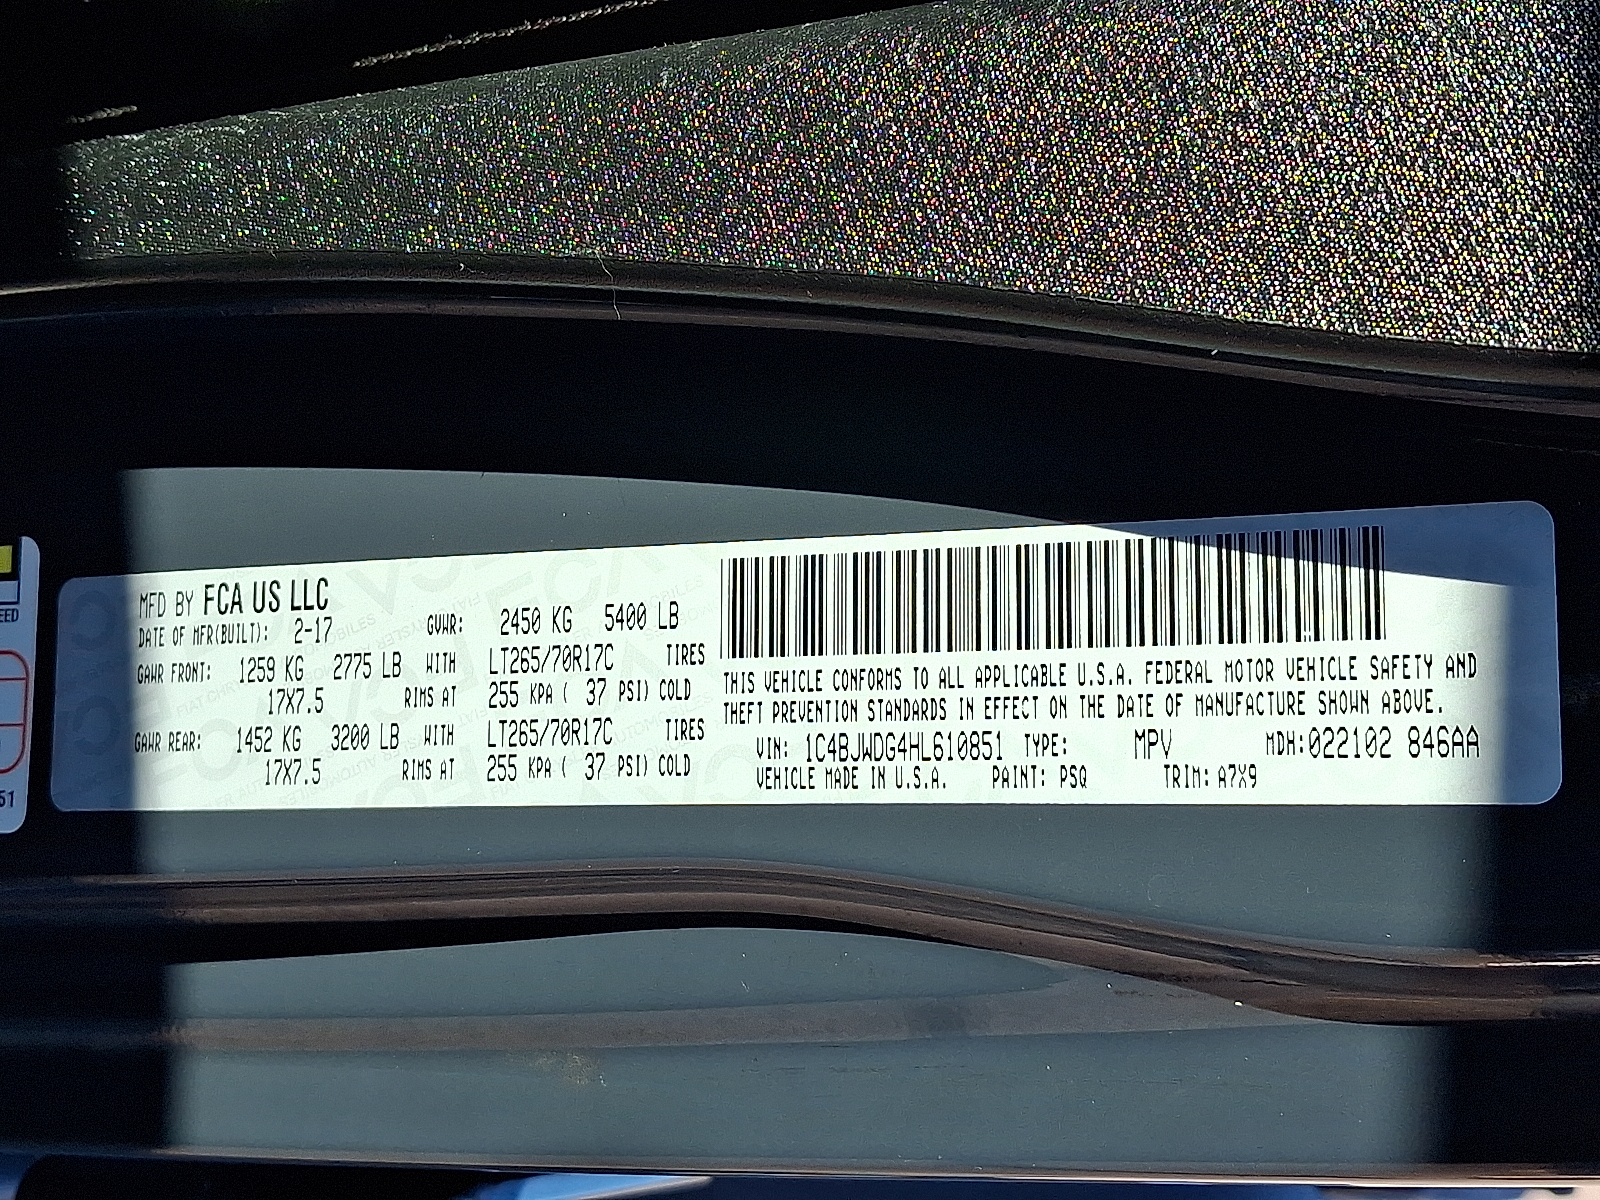 EED
51
MFD BY FCA US LLC
DATE OF MFR(BUILT): 2-17 GVWR: 2450 KG 5400 LB
GAWR FRONT: 1259 KG 2775 LB WITH LT265/70R17C TIRES
17X7.5 RIMS AT 255 KPA ( 37 PSI) COLD
GAWR REAR: 1452 KG 3200 LB WITH LT265/70R17C TIRES
17X7.5 RIMS AT 255 KPA ( 37 PSI) COLD
THIS VEHICLE CONFORMS TO ALL APPLICABLE U.S.A. FEDERAL MOTOR VEHICLE SAFETY AND
THEFT PREVENTION STANDARDS IN EFFECT ON THE DATE OF MANUFACTURE SHOWN ABOVE.
VIN: 1C4BJWDG4HL610851 TYPE: MPV MDH:022102 846AA
VEHICLE MADE IN U.S.A. PAINT: PSQ TRIM: A7X9